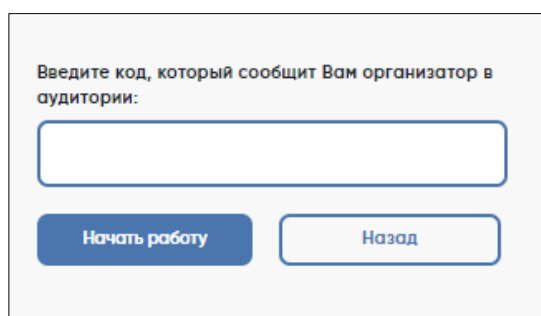 Введите код, который сообщит Вам организатор в
аудитории:
Начать работу
Назад